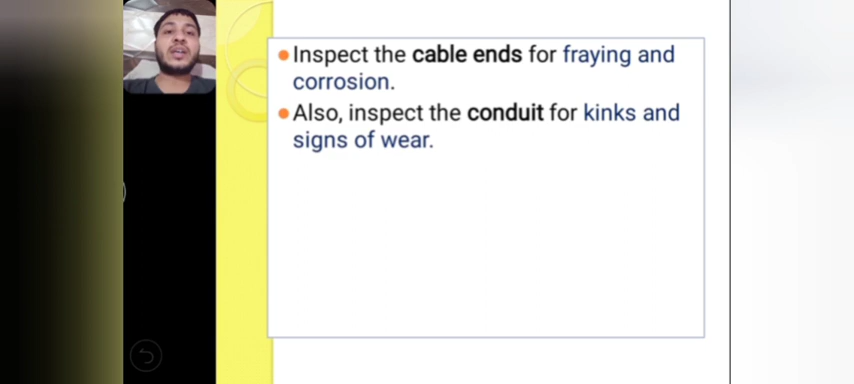 Inspect the cable ends for fraying and
corrosion.
Also, inspect the conduit for kinks and
signs of wear.